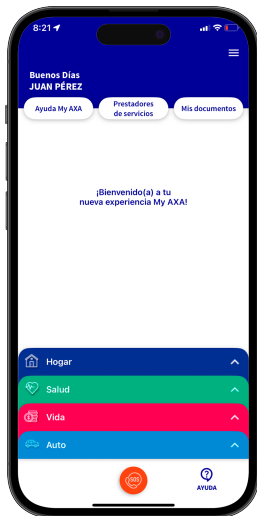 8:21
Buenos Días
JUAN PÉREZ
Ayuda My AXA
Prestadores
de servicios
Mis documentos
¡Bienvenido(a) a tu
nueva experiencia My AXA!
Hogar
Salud
Vida
Auto
SOS
AYUDA